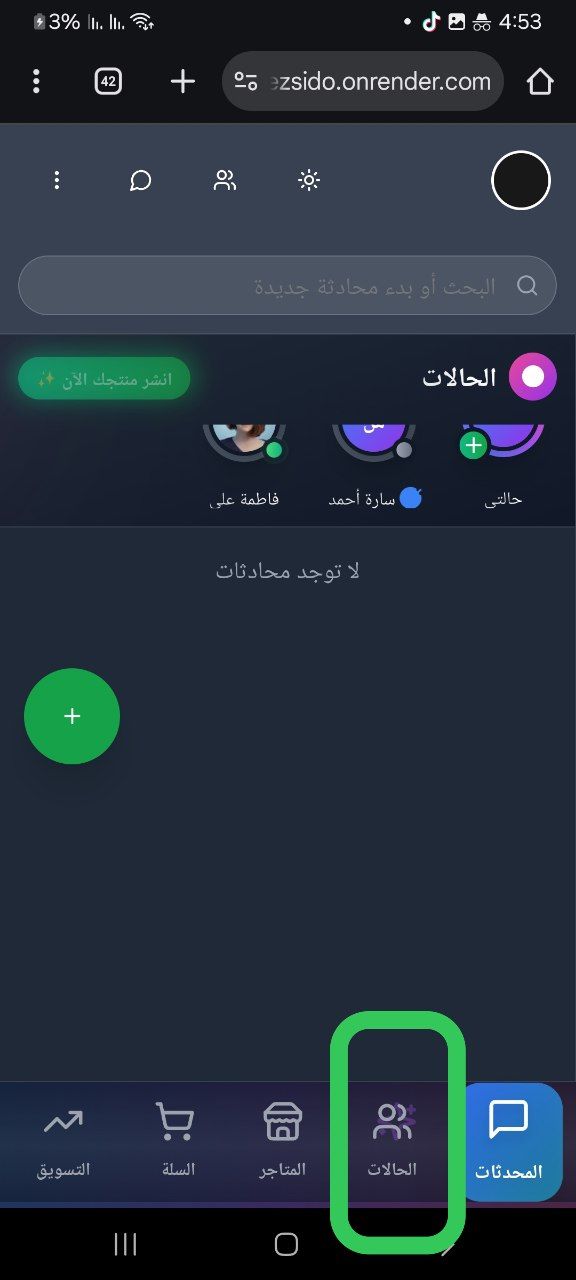 3% 4:53
42 ezsido.onrender.com
البحث أو بدء محادثة جديدة
الحالات
انشر منتجك الآن ✨
حالتي
سارة أحمد
فاطمة علي
لا توجد محادثات
+
المحدثات
الحالات
المتاجر
السلة
التسويق